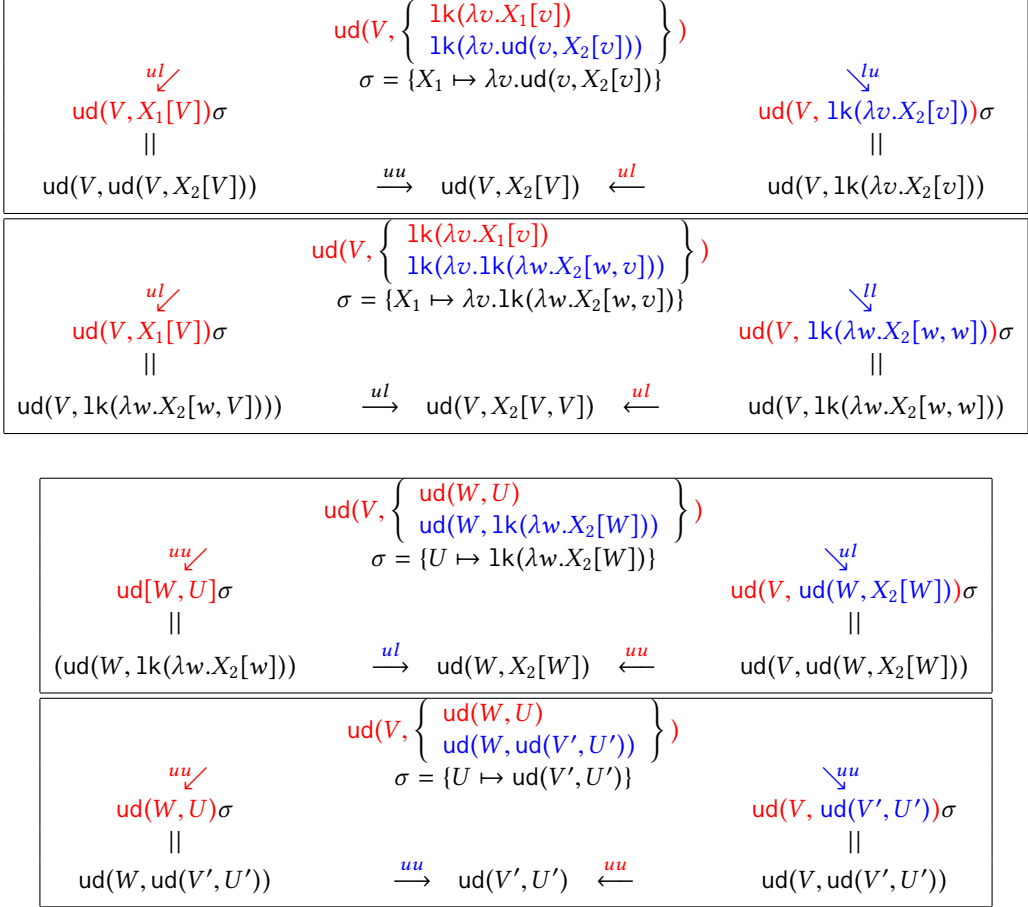 ud(V, { lk(λv.X₁[v])
lk(λv.ud(v, X₂[v])) } )
ul↙ σ = {X₁ ↦ λv.ud(v, X₂[v])} ↘lu
ud(V, X₁[V])σ ud(V, lk(λv.X₂[v]))σ
|| ||
ud(V, ud(V, X₂[V])) uu⟶ ud(V, X₂[V]) ul⟵ ud(V, lk(λv.X₂[v]))
ud(V, { lk(λv.X₁[v])
lk(λv.lk(λw.X₂[w, v])) } )
ul↙ σ = {X₁ ↦ λv.lk(λw.X₂[w, v])} ↘ll
ud(V, X₁[V])σ ud(V, lk(λw.X₂[w, w]))σ
|| ||
ud(V, lk(λw.X₂[w, V]))) ul⟶ ud(V, X₂[V, V]) ul⟵ ud(V, lk(λw.X₂[w, w]))
ud(V, { ud(W, U)
ud(W, lk(λw.X₂[W])) } )
uu↙ σ = {U ↦ lk(λw.X₂[W])} ↘ul
ud[W, U]σ ud(V, ud(W, X₂[W]))σ
|| ||
(ud(W, lk(λw.X₂[w])) ul⟶ ud(W, X₂[W]) uu⟵ ud(V, ud(W, X₂[W]))
ud(V, { ud(W, U)
ud(W, ud(V′, U′)) } )
uu↙ σ = {U ↦ ud(V′, U′)} ↘uu
ud(W, U)σ ud(V, ud(V′, U′))σ
|| ||
ud(W, ud(V′, U′)) uu⟶ ud(V′, U′) uu⟵ ud(V, ud(V′, U′))